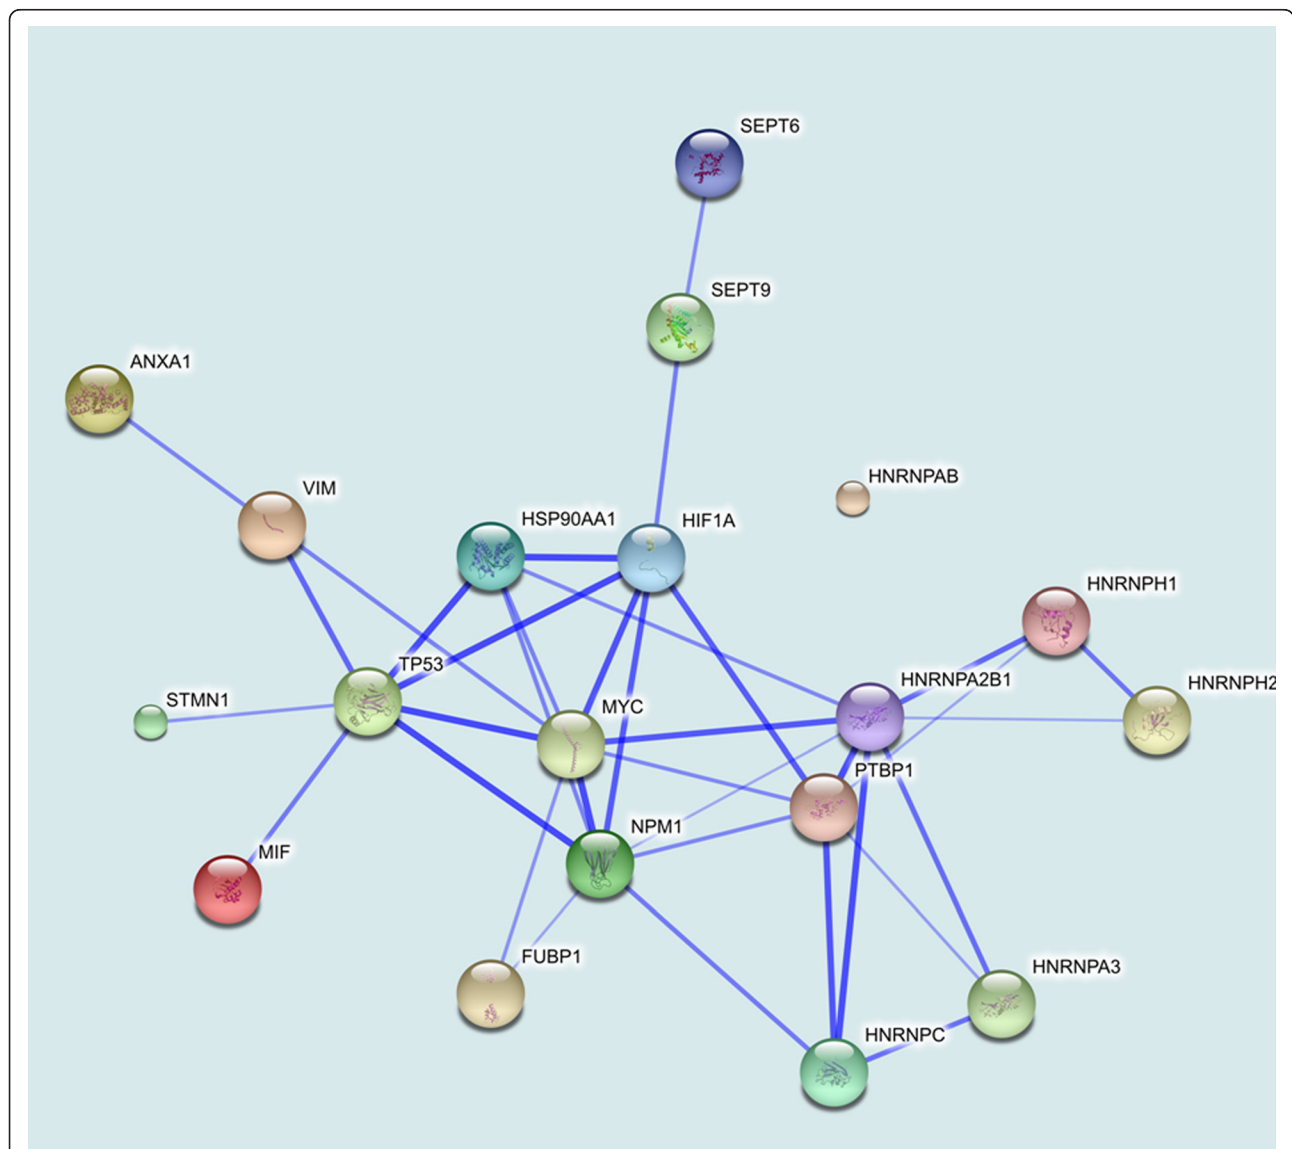 SEPT6
SEPT9
ANXA1
HNRNPAB
VIM
HSP90AA1
HIF1A
HNRNPH1
TP53
HNRNPA2B1
HNRNPH2
STMN1
MYC
PTBP1
NPM1
MIF
FUBP1
HNRNPA3
HNRNPC